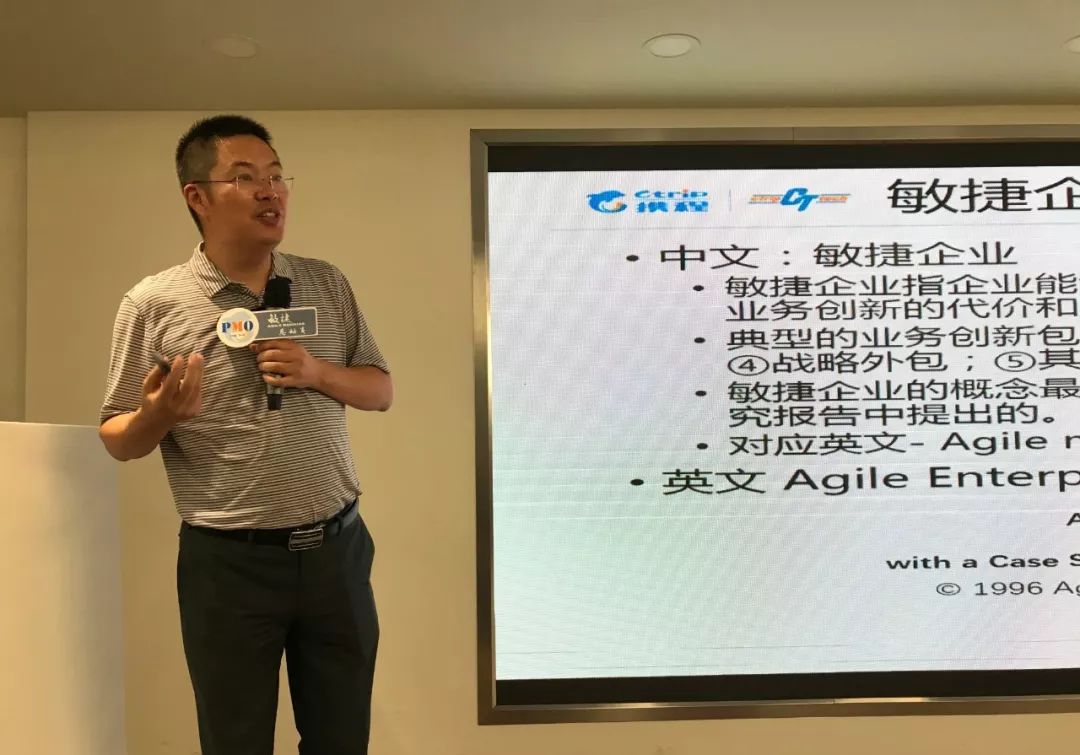 PMO
敏捷
Ctrip
携程
CT
敏捷企
• 中文：敏捷企业
• 敏捷企业指企业能
业务创新的代价和
• 典型的业务创新包
④战略外包；⑤其
• 敏捷企业的概念最
究报告中提出的。
• 对应英文- Agile
• 英文 Agile Enterp
with a Case S
© 1996 Ag